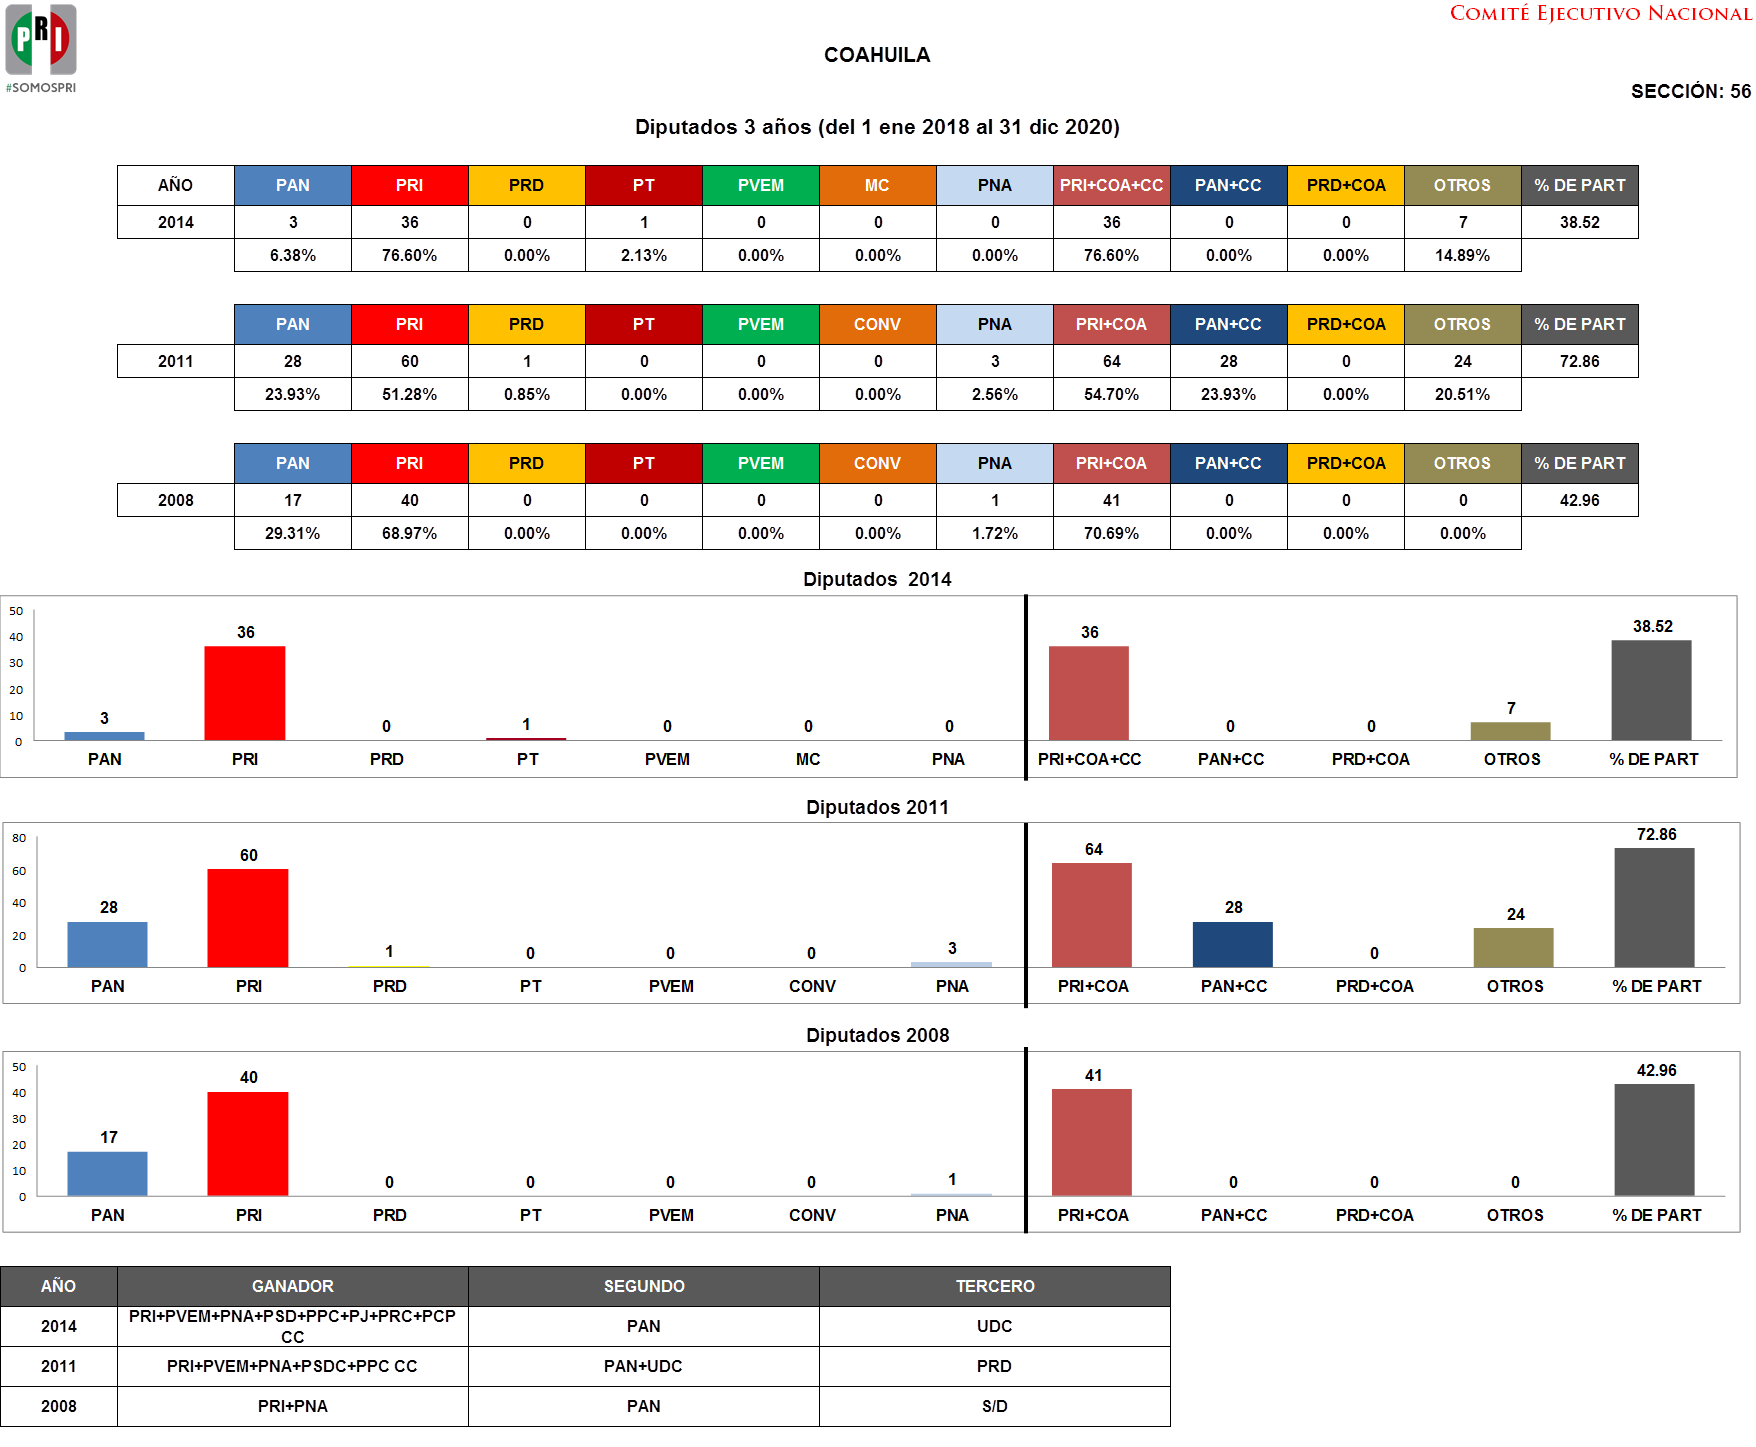 COMITÉ EJECUTIVO NACIONAL
PRI
#SOMOSPRI
COAHUILA
SECCIÓN: 56
Diputados 3 años (del 1 ene 2018 al 31 dic 2020)
AÑO PAN PRI PRD PT PVEM MC PNA PRI+COA+CC PAN+CC PRD+COA OTROS % DE PART
2014 3 36 0 1 0 0 0 36 0 0 7 38.52
6.38% 76.60% 0.00% 2.13% 0.00% 0.00% 0.00% 76.60% 0.00% 0.00% 14.89%
PAN PRI PRD PT PVEM CONV PNA PRI+COA PAN+CC PRD+COA OTROS % DE PART
2011 28 60 1 0 0 0 3 64 28 0 24 72.86
23.93% 51.28% 0.85% 0.00% 0.00% 0.00% 2.56% 54.70% 23.93% 0.00% 20.51%
PAN PRI PRD PT PVEM CONV PNA PRI+COA PAN+CC PRD+COA OTROS % DE PART
2008 17 40 0 0 0 0 1 41 0 0 0 42.96
29.31% 68.97% 0.00% 0.00% 0.00% 0.00% 1.72% 70.69% 0.00% 0.00% 0.00%
Diputados 2014
50
40
30
20
10
0
3 36 0 1 0 0 0 36 0 0 7 38.52
PAN PRI PRD PT PVEM MC PNA PRI+COA+CC PAN+CC PRD+COA OTROS % DE PART
Diputados 2011
80
60
40
20
0
28 60 1 0 0 0 3 64 28 0 24 72.86
PAN PRI PRD PT PVEM CONV PNA PRI+COA PAN+CC PRD+COA OTROS % DE PART
Diputados 2008
50
40
30
20
10
0
17 40 0 0 0 0 1 41 0 0 0 42.96
PAN PRI PRD PT PVEM CONV PNA PRI+COA PAN+CC PRD+COA OTROS % DE PART
AÑO GANADOR SEGUNDO TERCERO
2014 PRI+PVEM+PNA+PSD+PPC+PJ+PRC+PCP CC PAN UDC
2011 PRI+PVEM+PNA+PSDC+PPC CC PAN+UDC PRD
2008 PRI+PNA PAN S/D